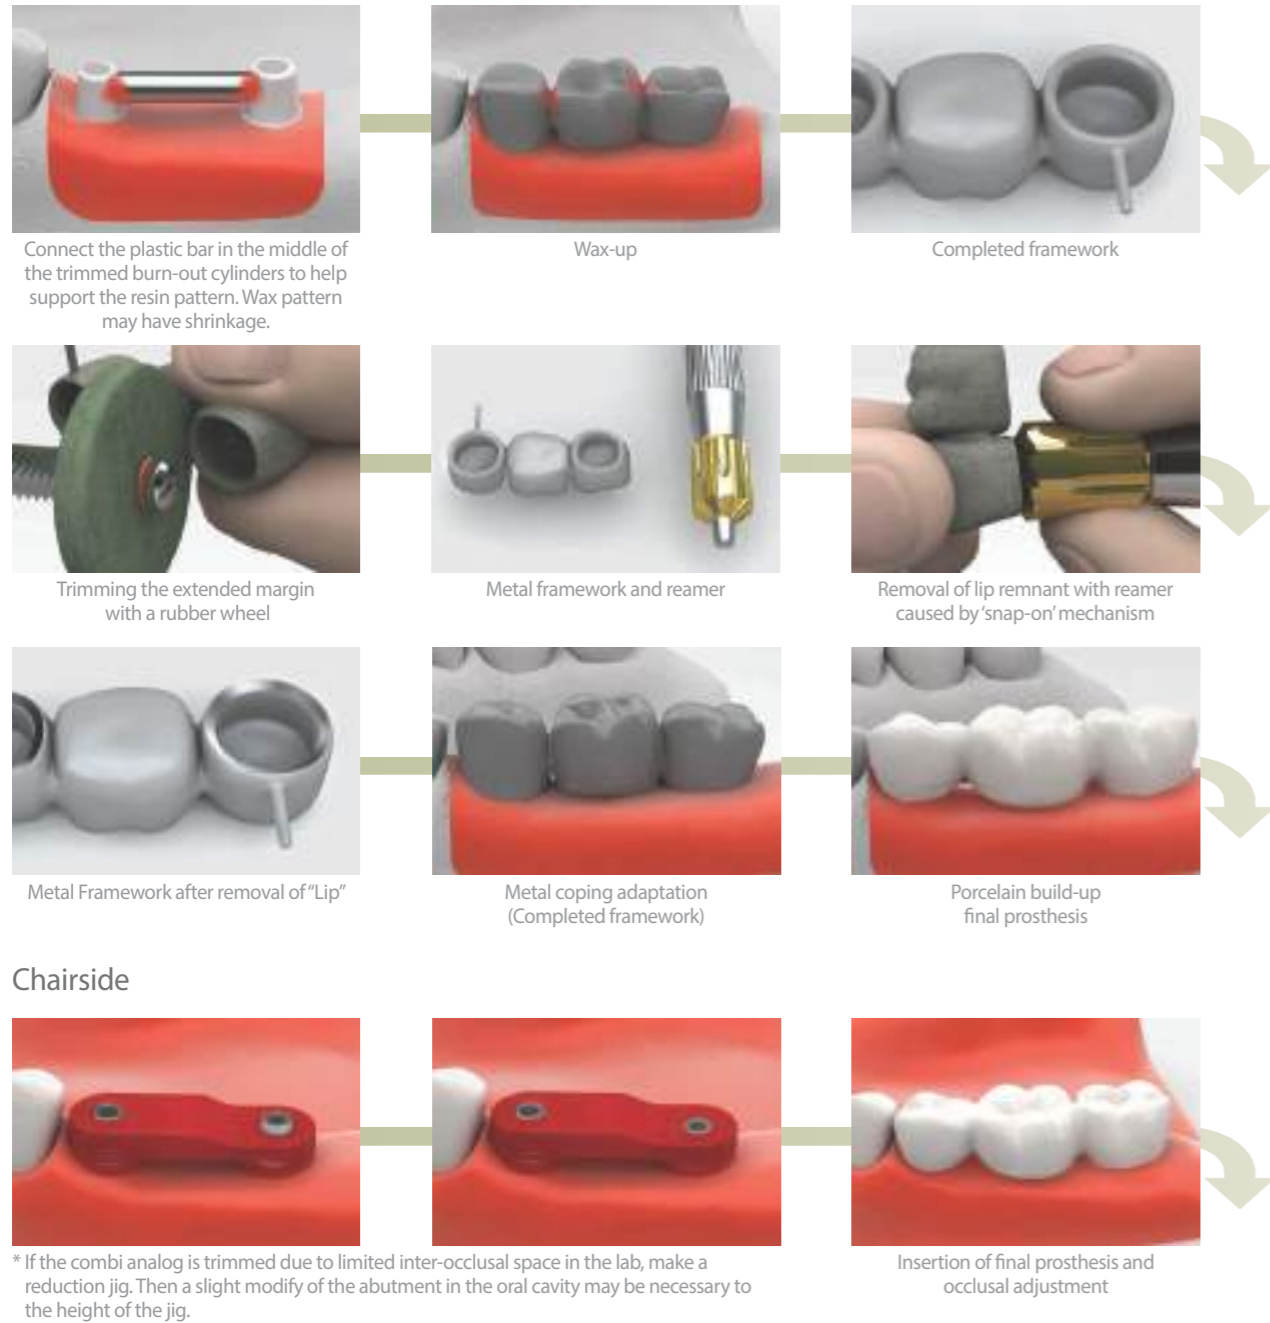 Connect the plastic bar in the middle of
the trimmed burn-out cylinders to help
support the resin pattern. Wax pattern
may have shrinkage.
Wax-up
Completed framework
Trimming the extended margin
with a rubber wheel
Metal framework and reamer
Removal of lip remnant with reamer
caused by ‘snap-on’ mechanism
Metal Framework after removal of “Lip”
Metal coping adaptation
(Completed framework)
Porcelain build-up
final prosthesis
Chairside
* If the combi analog is trimmed due to limited inter-occlusal space in the lab, make a
reduction jig. Then a slight modify of the abutment in the oral cavity may be necessary to
the height of the jig.
Insertion of final prosthesis and
occlusal adjustment